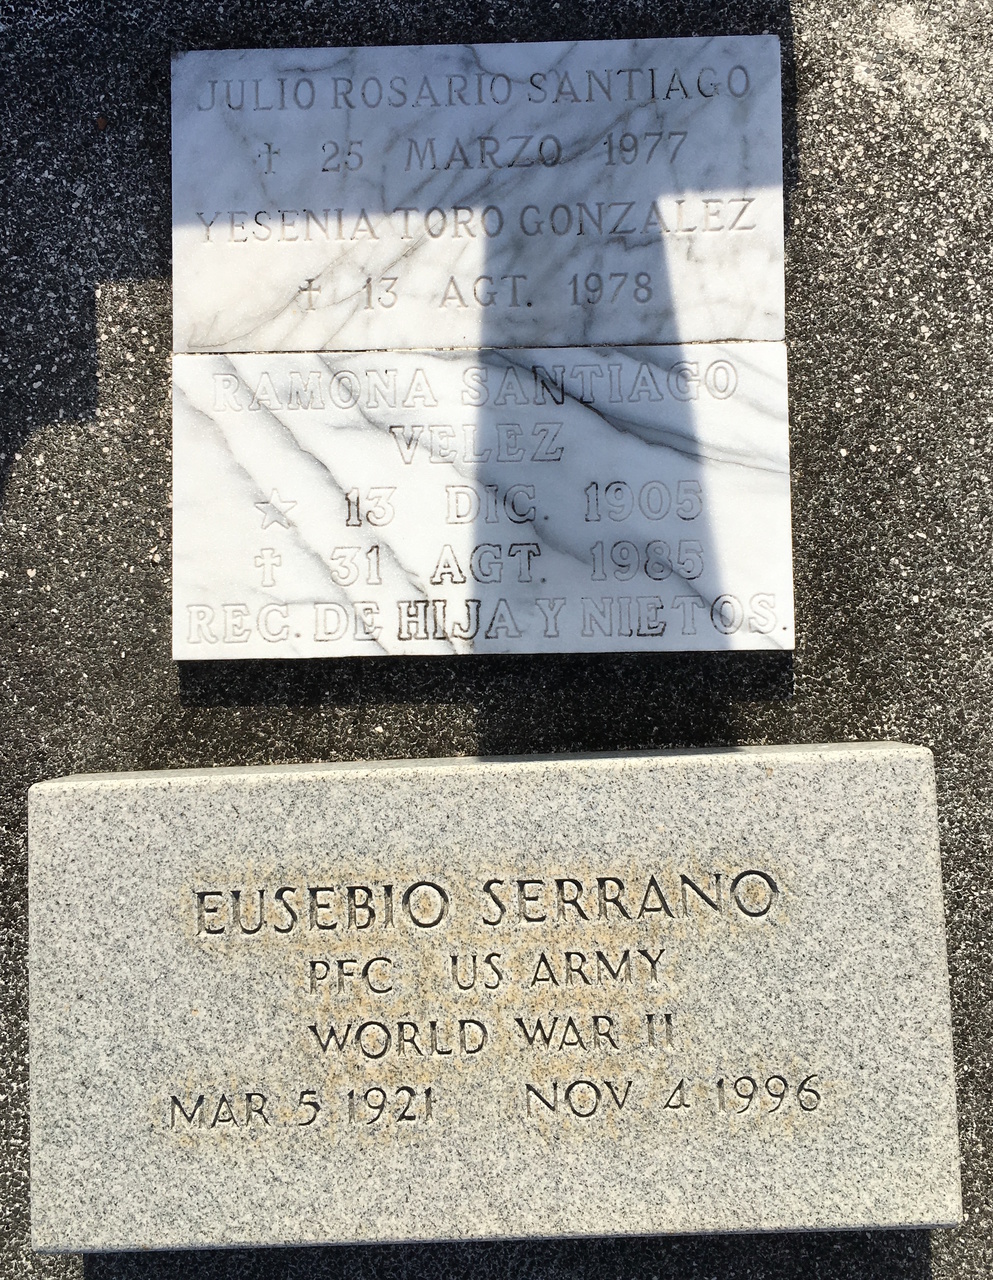 JULIO ROSARIO SANTIAGO
✝ 25 MARZO 1977
YESENIA TORO GONZALEZ
✝ 13 AGT. 1978
RAMONA SANTIAGO
VELEZ
☆ 13 DIC. 1905
✝ 31 AGT. 1985
REC. DE HIJA Y NIETOS.
EUSEBIO SERRANO
PFC US ARMY
WORLD WAR II
MAR 5 1921 NOV 4 1996